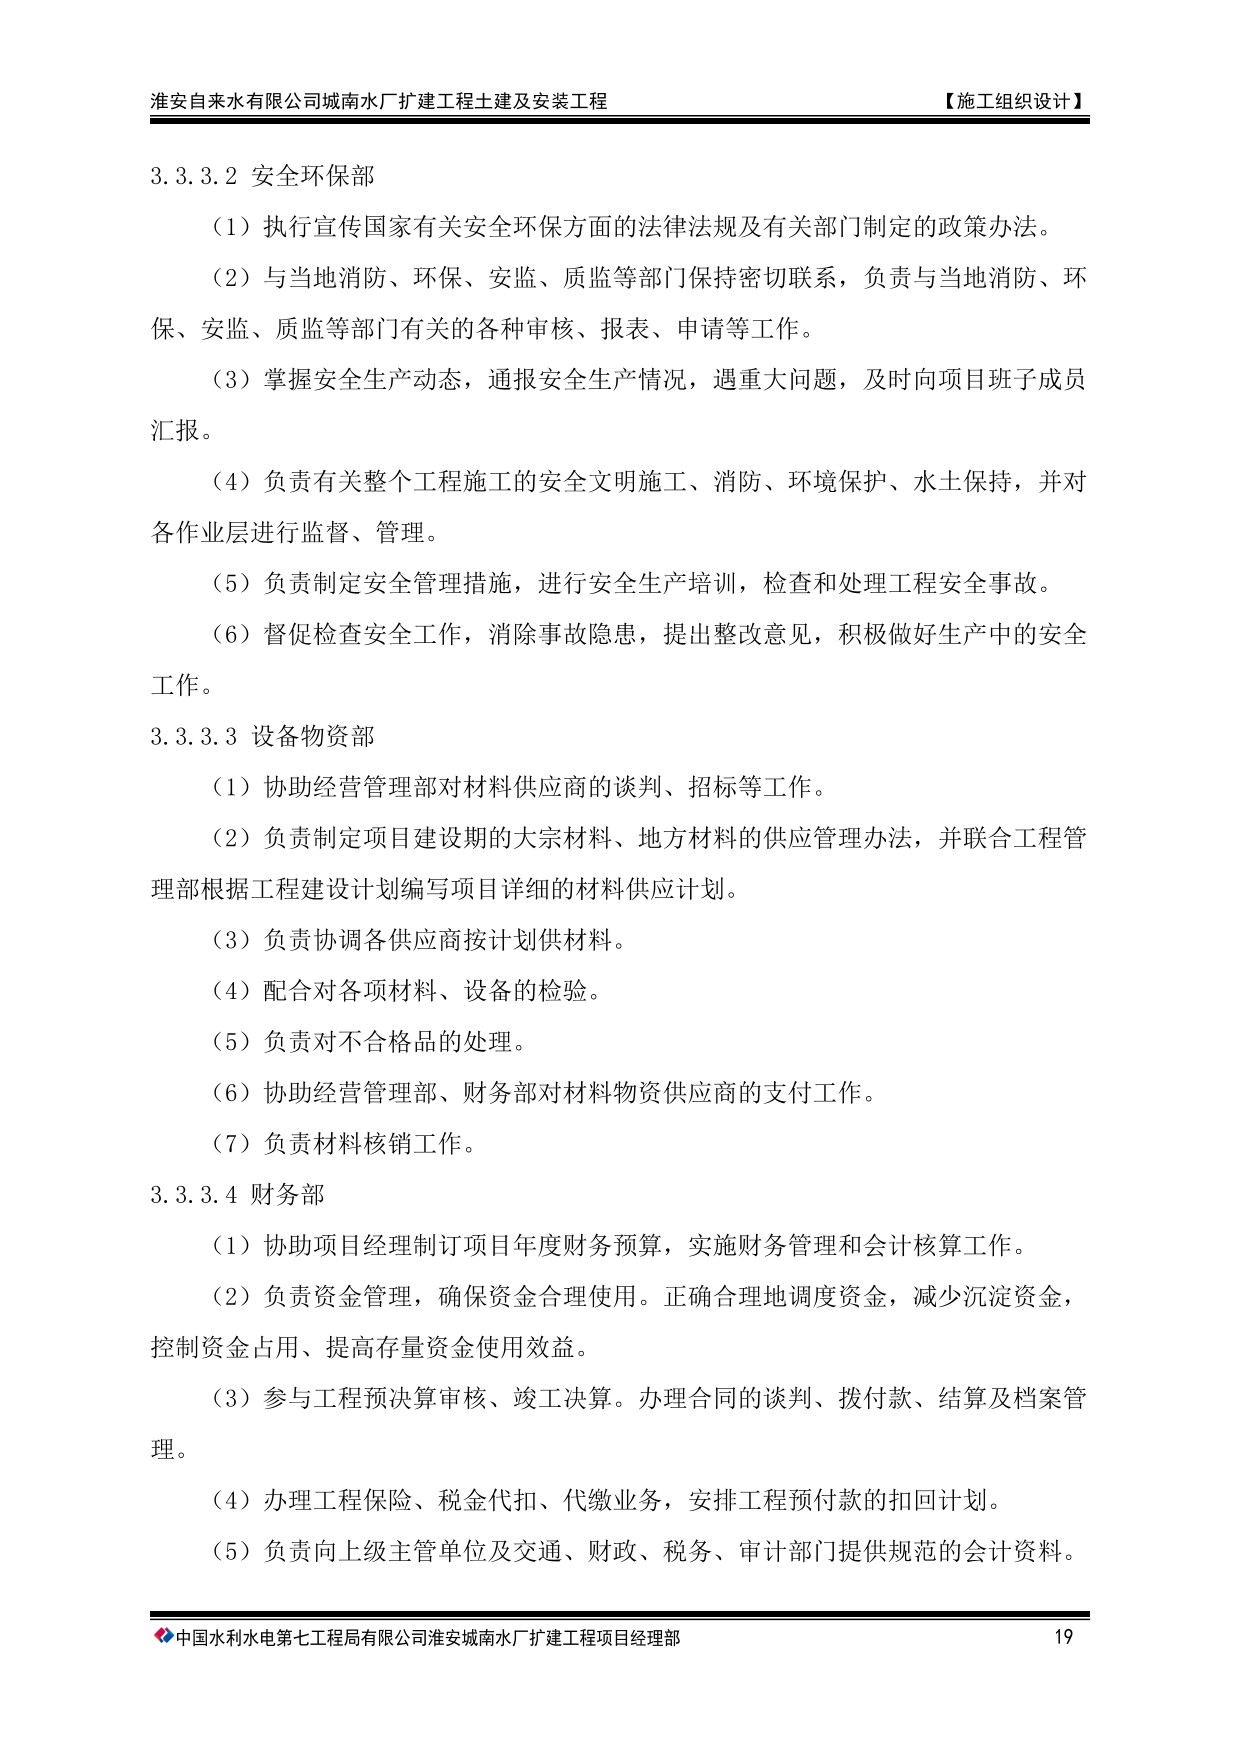 淮安自来水有限公司城南水厂扩建工程土建及安装工程 【施工组织设计】
3.3.3.2 安全环保部
（1）执行宣传国家有关安全环保方面的法律法规及有关部门制定的政策办法。
（2）与当地消防、环保、安监、质监等部门保持密切联系，负责与当地消防、环
保、安监、质监等部门有关的各种审核、报表、申请等工作。
（3）掌握安全生产动态，通报安全生产情况，遇重大问题，及时向项目班子成员
汇报。
（4）负责有关整个工程施工的安全文明施工、消防、环境保护、水土保持，并对
各作业层进行监督、管理。
（5）负责制定安全管理措施，进行安全生产培训，检查和处理工程安全事故。
（6）督促检查安全工作，消除事故隐患，提出整改意见，积极做好生产中的安全
工作。
3.3.3.3 设备物资部
（1）协助经营管理部对材料供应商的谈判、招标等工作。
（2）负责制定项目建设期的大宗材料、地方材料的供应管理办法，并联合工程管
理部根据工程建设计划编写项目详细的材料供应计划。
（3）负责协调各供应商按计划供材料。
（4）配合对各项材料、设备的检验。
（5）负责对不合格品的处理。
（6）协助经营管理部、财务部对材料物资供应商的支付工作。
（7）负责材料核销工作。
3.3.3.4 财务部
（1）协助项目经理制订项目年度财务预算，实施财务管理和会计核算工作。
（2）负责资金管理，确保资金合理使用。正确合理地调度资金，减少沉淀资金，
控制资金占用、提高存量资金使用效益。
（3）参与工程预决算审核、竣工决算。办理合同的谈判、拨付款、结算及档案管
理。
（4）办理工程保险、税金代扣、代缴业务，安排工程预付款的扣回计划。
（5）负责向上级主管单位及交通、财政、税务、审计部门提供规范的会计资料。
中国水利水电第七工程局有限公司淮安城南水厂扩建工程项目经理部 19